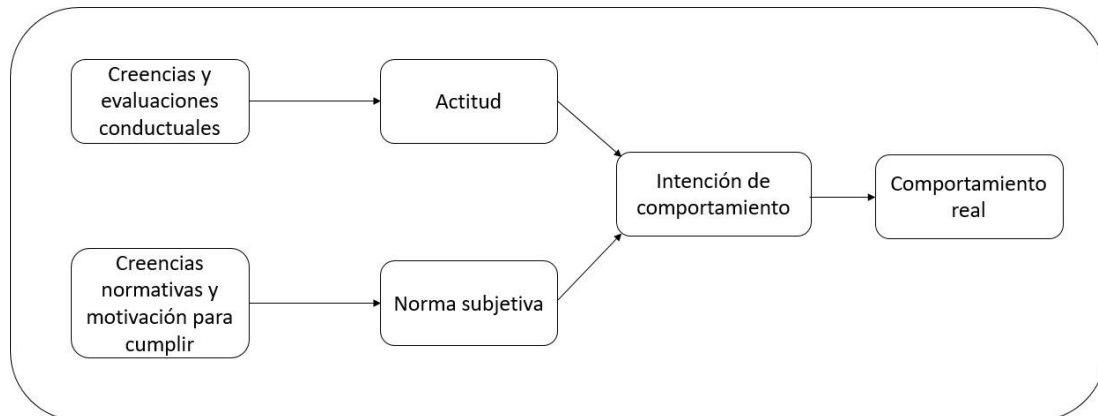 Creencias y
evaluaciones
conductuales
Actitud
Intención de
comportamiento
Comportamiento
real
Creencias
normativas y
motivación para
cumplir
Norma subjetiva